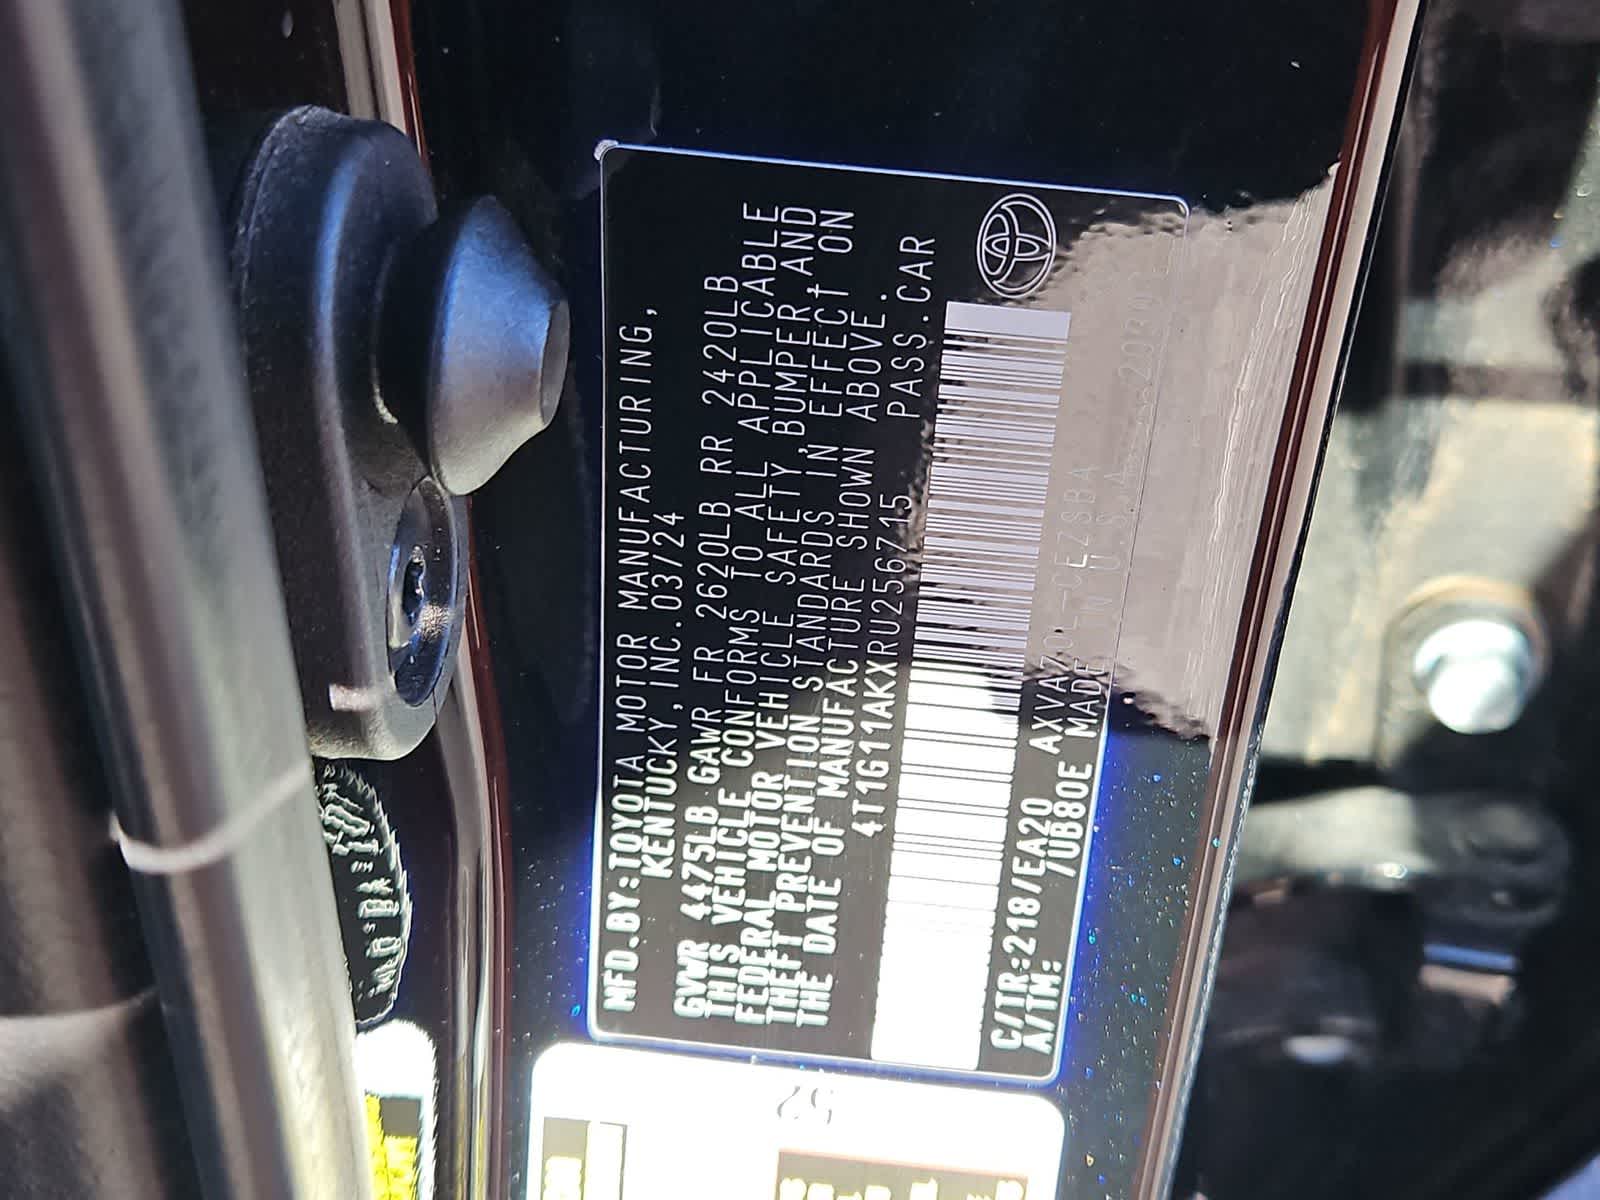 MFD.BY:TOYOTA MOTOR MANUFACTURING,
KENTUCKY,INC.03/24
GVWR 4475LB GAWR FR 2620LB RR 2420LB
THIS VEHICLE CONFORMS TO ALL APPLICABLE
FEDERAL MOTOR VEHICLE SAFETY,BUMPER,AND
THEFT PREVENTION STANDARDS IN EFFECT ON
THE DATE OF MANUFACTURE SHOWN ABOVE.
4T1G11AKXRU256715 PASS.CAR
C/TR:218/EA20 AXVA70L-CEZSBA
A/TM: /UB80E MADE IN U.S.A
52